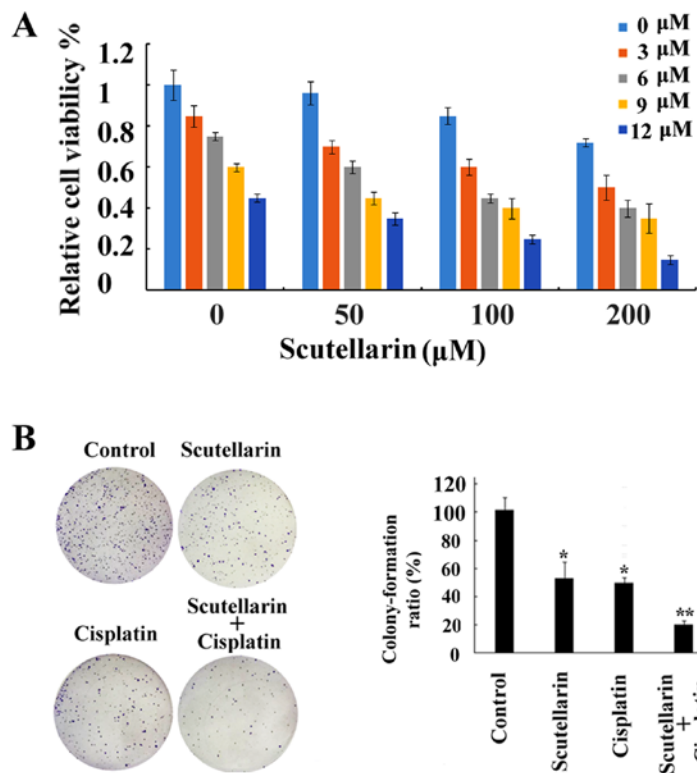 A
Relative cell viabilicy %
1.2
1
0.8
0.6
0.4
0.2
0
0 μM
3 μM
6 μM
9 μM
12 μM
0 50 100 200
Scutellarin (μM)
B
Control Scutellarin
Cisplatin Scutellarin
+
Cisplatin
Colony-formation
ratio (%)
120
100
80
60
40
20
0
* * **
Control
Scutellarin
Cisplatin
Scutellarin
+